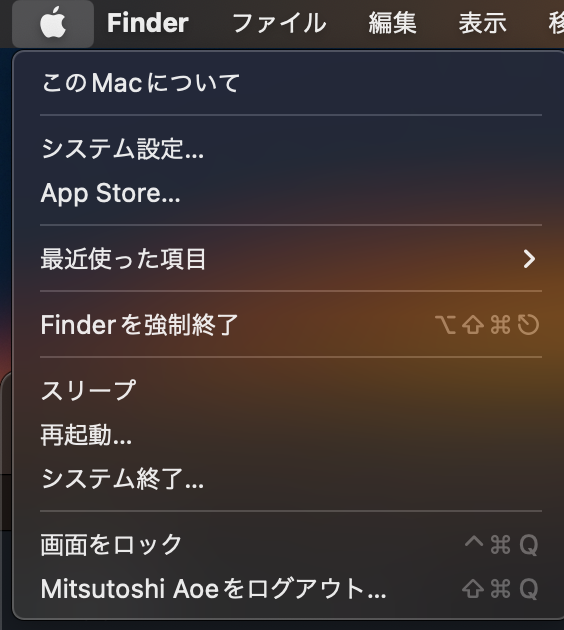 Finder ファイル 編集 表示
このMacについて
システム設定...
App Store...
最近使った項目
Finderを強制終了 ⌥⇧⌘⎋
スリープ
再起動...
システム終了...
画面をロック ^⌘Q
Mitsutoshi Aoeをログアウト... ⇧⌘Q